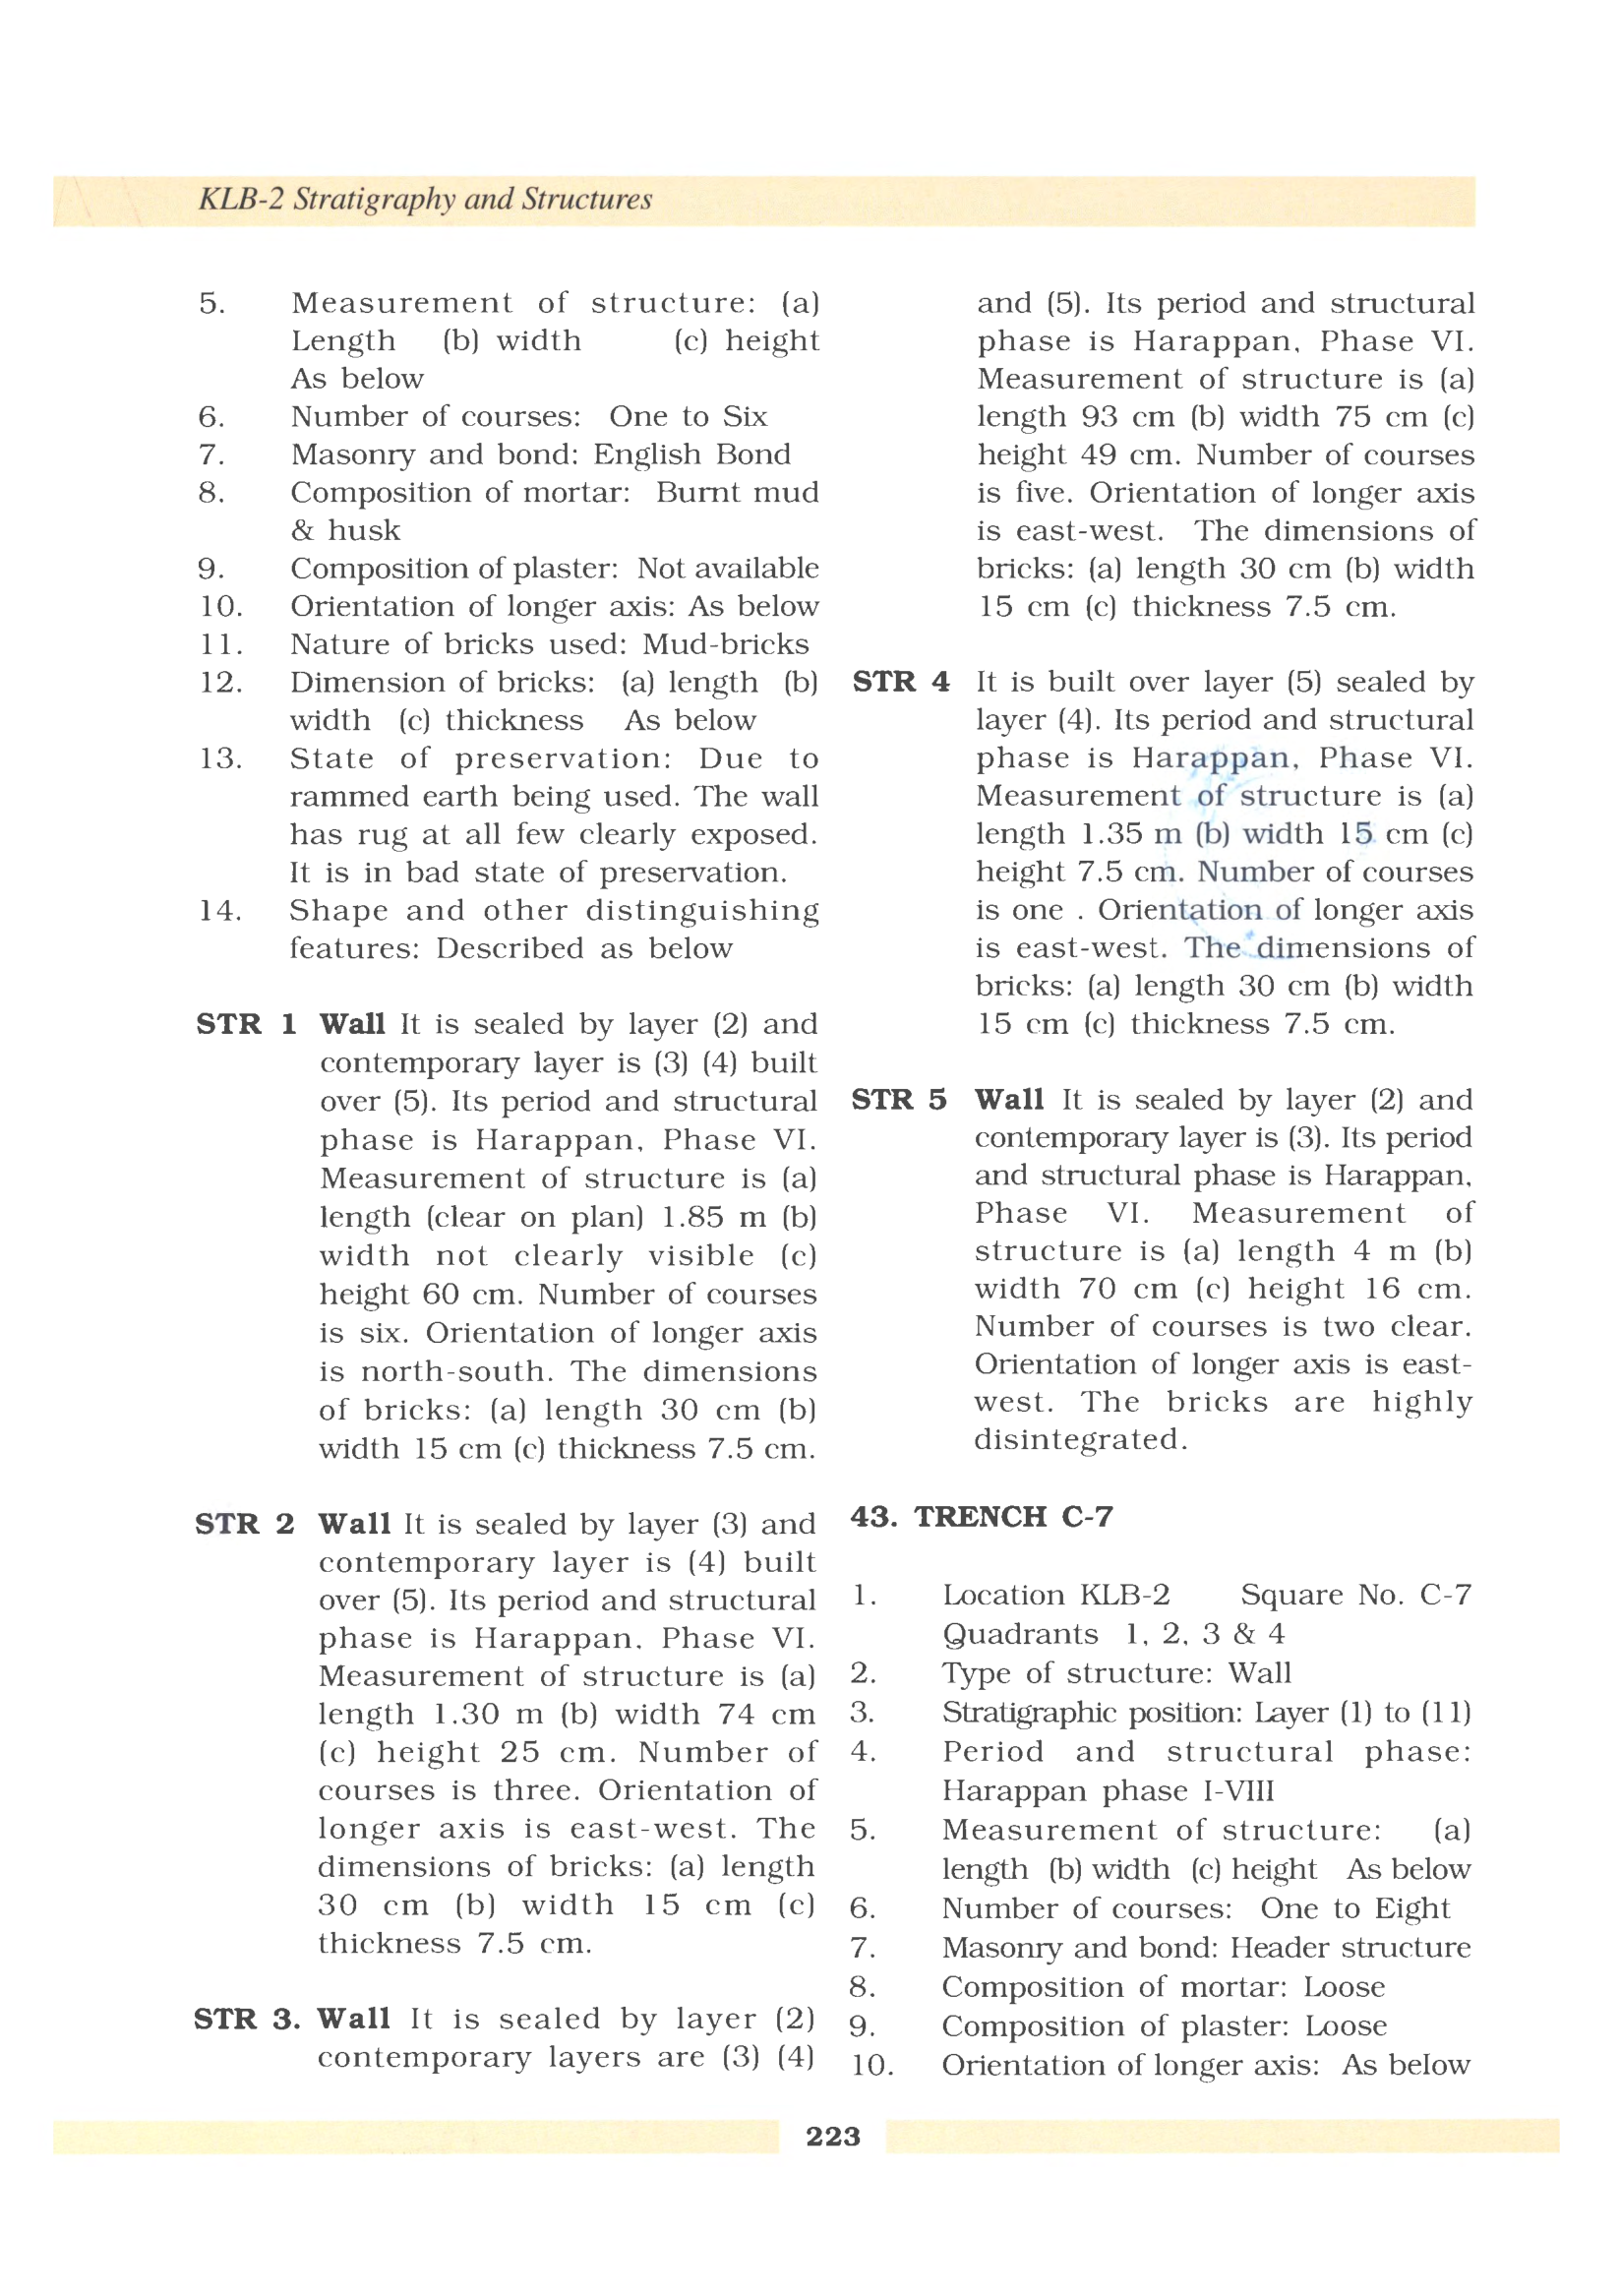 KLB-2 Stratigraphy and Structures
5. Measurement of structure: (a)
Length (b) width (c) height
As below
6. Number of courses: One to Six
7. Masonry and bond: English Bond
8. Composition of mortar: Burnt mud
& husk
9. Composition of plaster: Not available
10. Orientation of longer axis: As below
11. Nature of bricks used: Mud-bricks
12. Dimension of bricks: (a) length (b)
width (c) thickness As below
13. State of preservation: Due to
rammed earth being used. The wall
has rug at all few clearly exposed.
It is in bad state of preservation.
14. Shape and other distinguishing
features: Described as below
STR 1 Wall It is sealed by layer (2) and
contemporary layer is (3) (4) built
over (5). Its period and structural
phase is Harappan, Phase VI.
Measurement of structure is (a)
length (clear on plan) 1.85 m (b)
width not clearly visible (c)
height 60 cm. Number of courses
is six. Orientation of longer axis
is north-south. The dimensions
of bricks: (a) length 30 cm (b)
width 15 cm (c) thickness 7.5 cm.
STR 2 Wall It is sealed by layer (3) and
contemporary layer is (4) built
over (5). Its period and structural
phase is Harappan. Phase VI.
Measurement of structure is (a)
length 1.30 m (b) width 74 cm
(c) height 25 cm. Number of
courses is three. Orientation of
longer axis is east-west. The
dimensions of bricks: (a) length
30 cm (b) width 15 cm (c)
thickness 7.5 cm.
STR 3. Wall It is sealed by layer (2)
contemporary layers are (3) (4)
and (5). Its period and structural
phase is Harappan, Phase VI.
Measurement of structure is (a)
length 93 cm (b) width 75 cm (c)
height 49 cm. Number of courses
is five. Orientation of longer axis
is east-west. The dimensions of
bricks: (a) length 30 cm (b) width
15 cm (c) thickness 7.5 cm.
STR 4 It is built over layer (5) sealed by
layer (4). Its period and structural
phase is Harappan, Phase VI.
Measurement of structure is (a)
length 1.35 m (b) width 15 cm (c)
height 7.5 cm. Number of courses
is one . Orientation of longer axis
is east-west. The dimensions of
bricks: (a) length 30 cm (b) width
15 cm (c) thickness 7.5 cm.
STR 5 Wall It is sealed by layer (2) and
contemporary layer is (3). Its period
and structural phase is Harappan,
Phase VI. Measurement of
structure is (a) length 4 m (b)
width 70 cm (c) height 16 cm.
Number of courses is two clear.
Orientation of longer axis is east-
west. The bricks are highly
disintegrated.
43. TRENCH C-7
1. Location KLB-2 Square No. C-7
Quadrants 1, 2, 3 & 4
2. Type of structure: Wall
3. Stratigraphic position: Layer (1) to (11)
4. Period and structural phase:
Harappan phase I-VIII
5. Measurement of structure: (a)
length (b) width (c) height As below
6. Number of courses: One to Eight
7. Masonry and bond: Header structure
8. Composition of mortar: Loose
9. Composition of plaster: Loose
10. Orientation of longer axis: As below
223